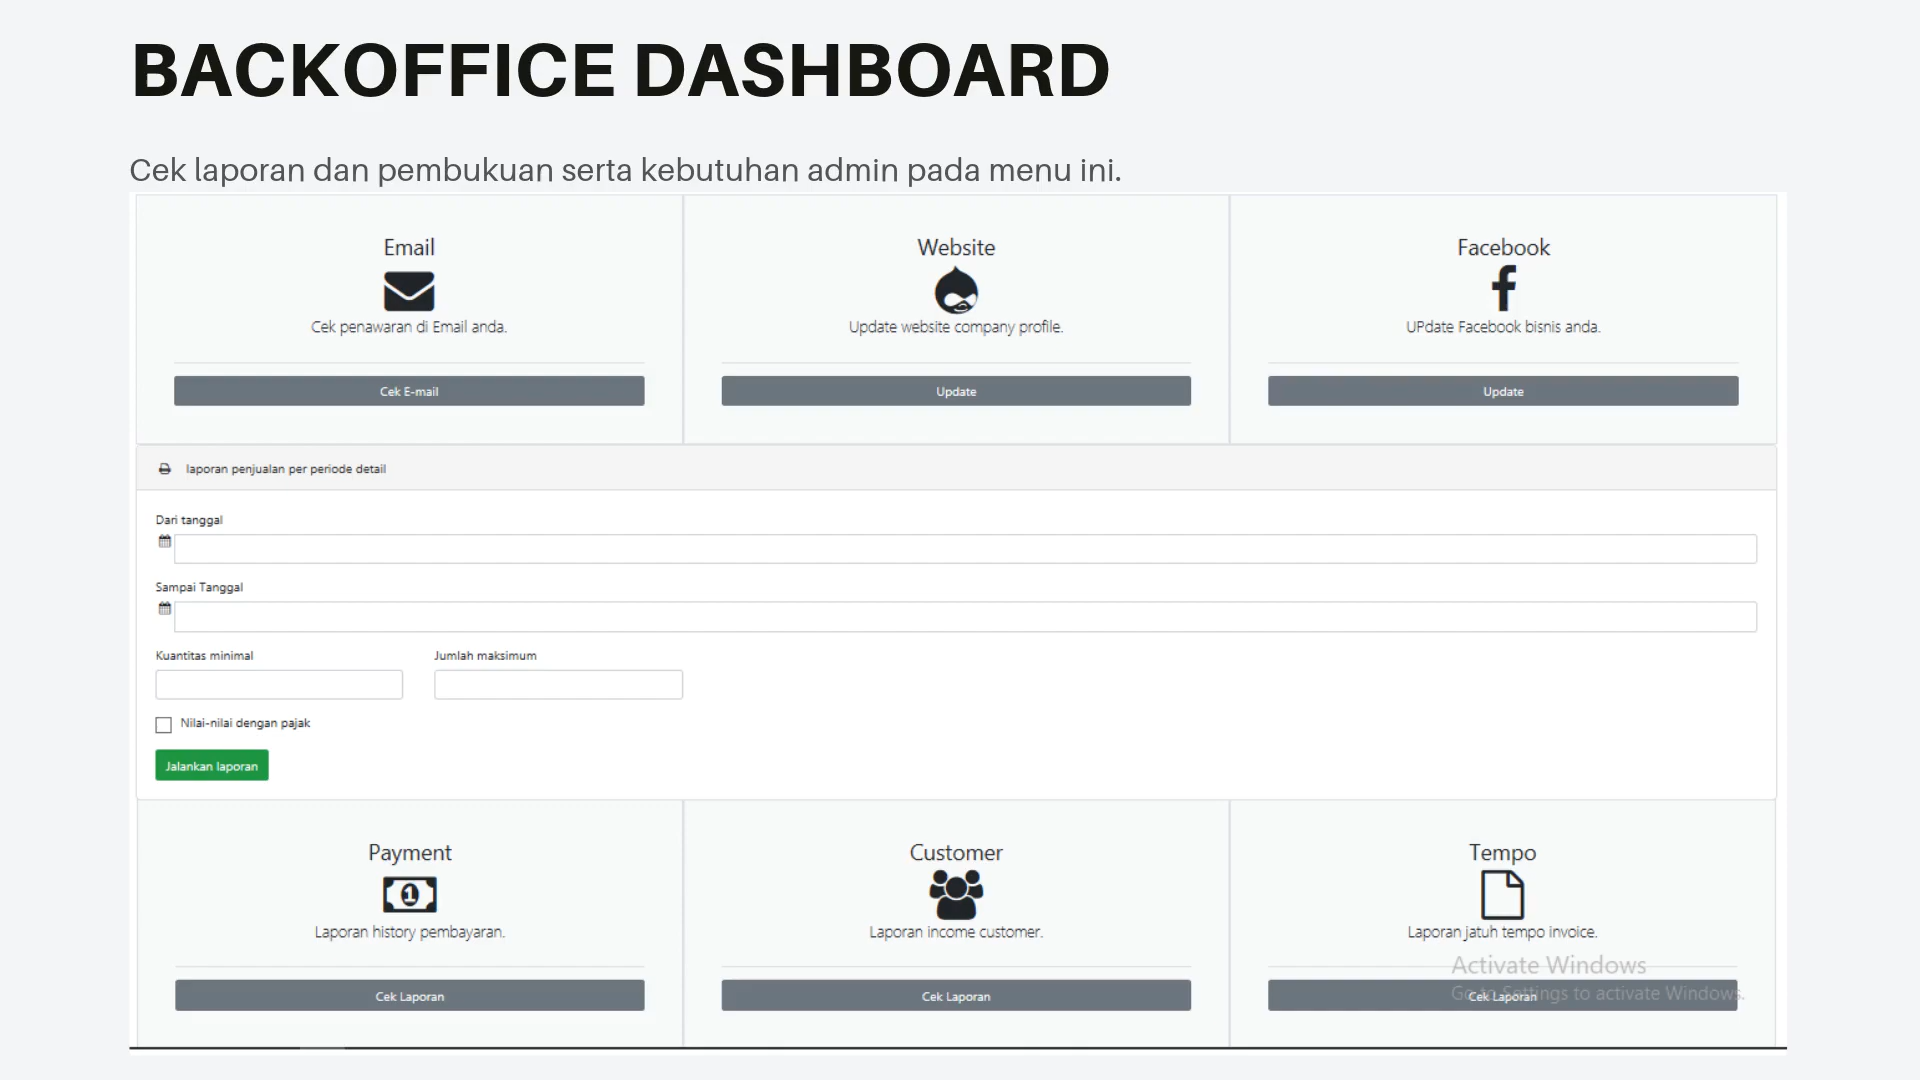 BACKOFFICE DASHBOARD
Cek laporan dan pembukuan serta kebutuhan admin pada menu ini.
Email
Cek penawaran di Email anda.
Cek E-mail
Website
Update website company profile.
Update
Facebook
UPdate Facebook bisnis anda.
Update
laporan penjualan per periode detail
Dari tanggal
Sampai Tanggal
Kuantitas minimal
Jumlah maksimum
Nilai-nilai dengan pajak
Jalankan laporan
Payment
1
Laporan history pembayaran.
Cek Laporan
Customer
Laporan income customer.
Cek Laporan
Tempo
Laporan jatuh tempo invoice.
Cek Laporan
Activate Windows
Go to Settings to activate Windows.